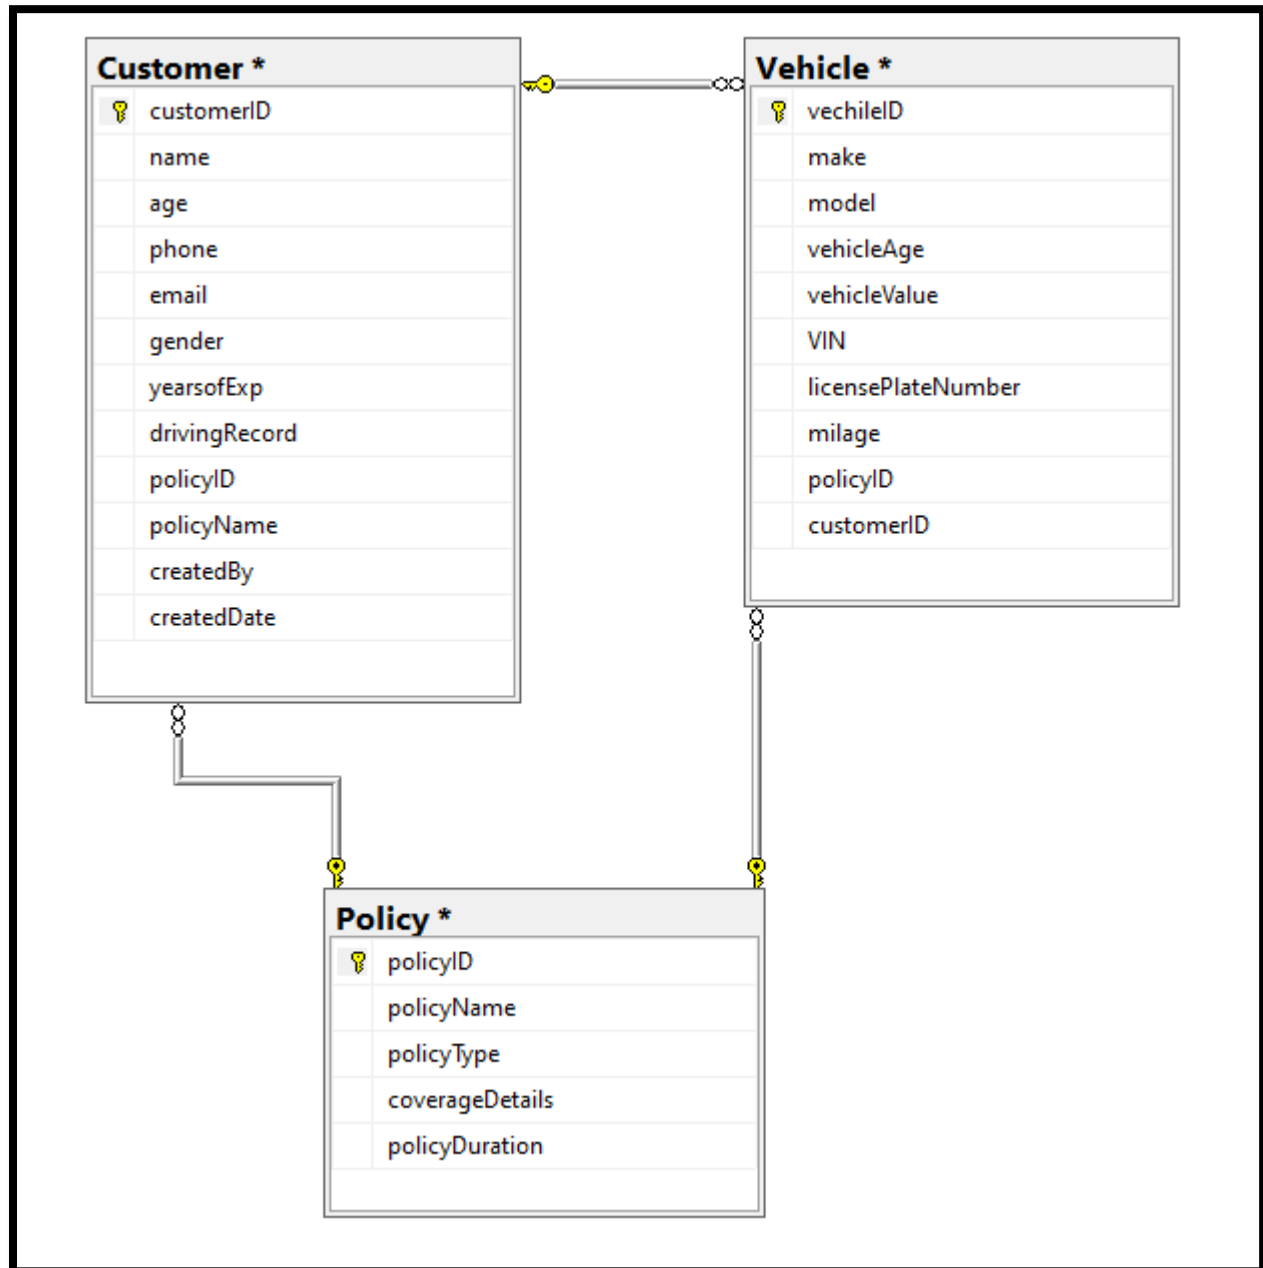 Customer *
customerID
name
age
phone
email
gender
yearsofExp
drivingRecord
policyID
policyName
createdBy
createdDate
Vehicle *
vechileID
make
model
vehicleAge
vehicleValue
VIN
licensePlateNumber
milage
policyID
customerID
Policy *
policyID
policyName
policyType
coverageDetails
policyDuration